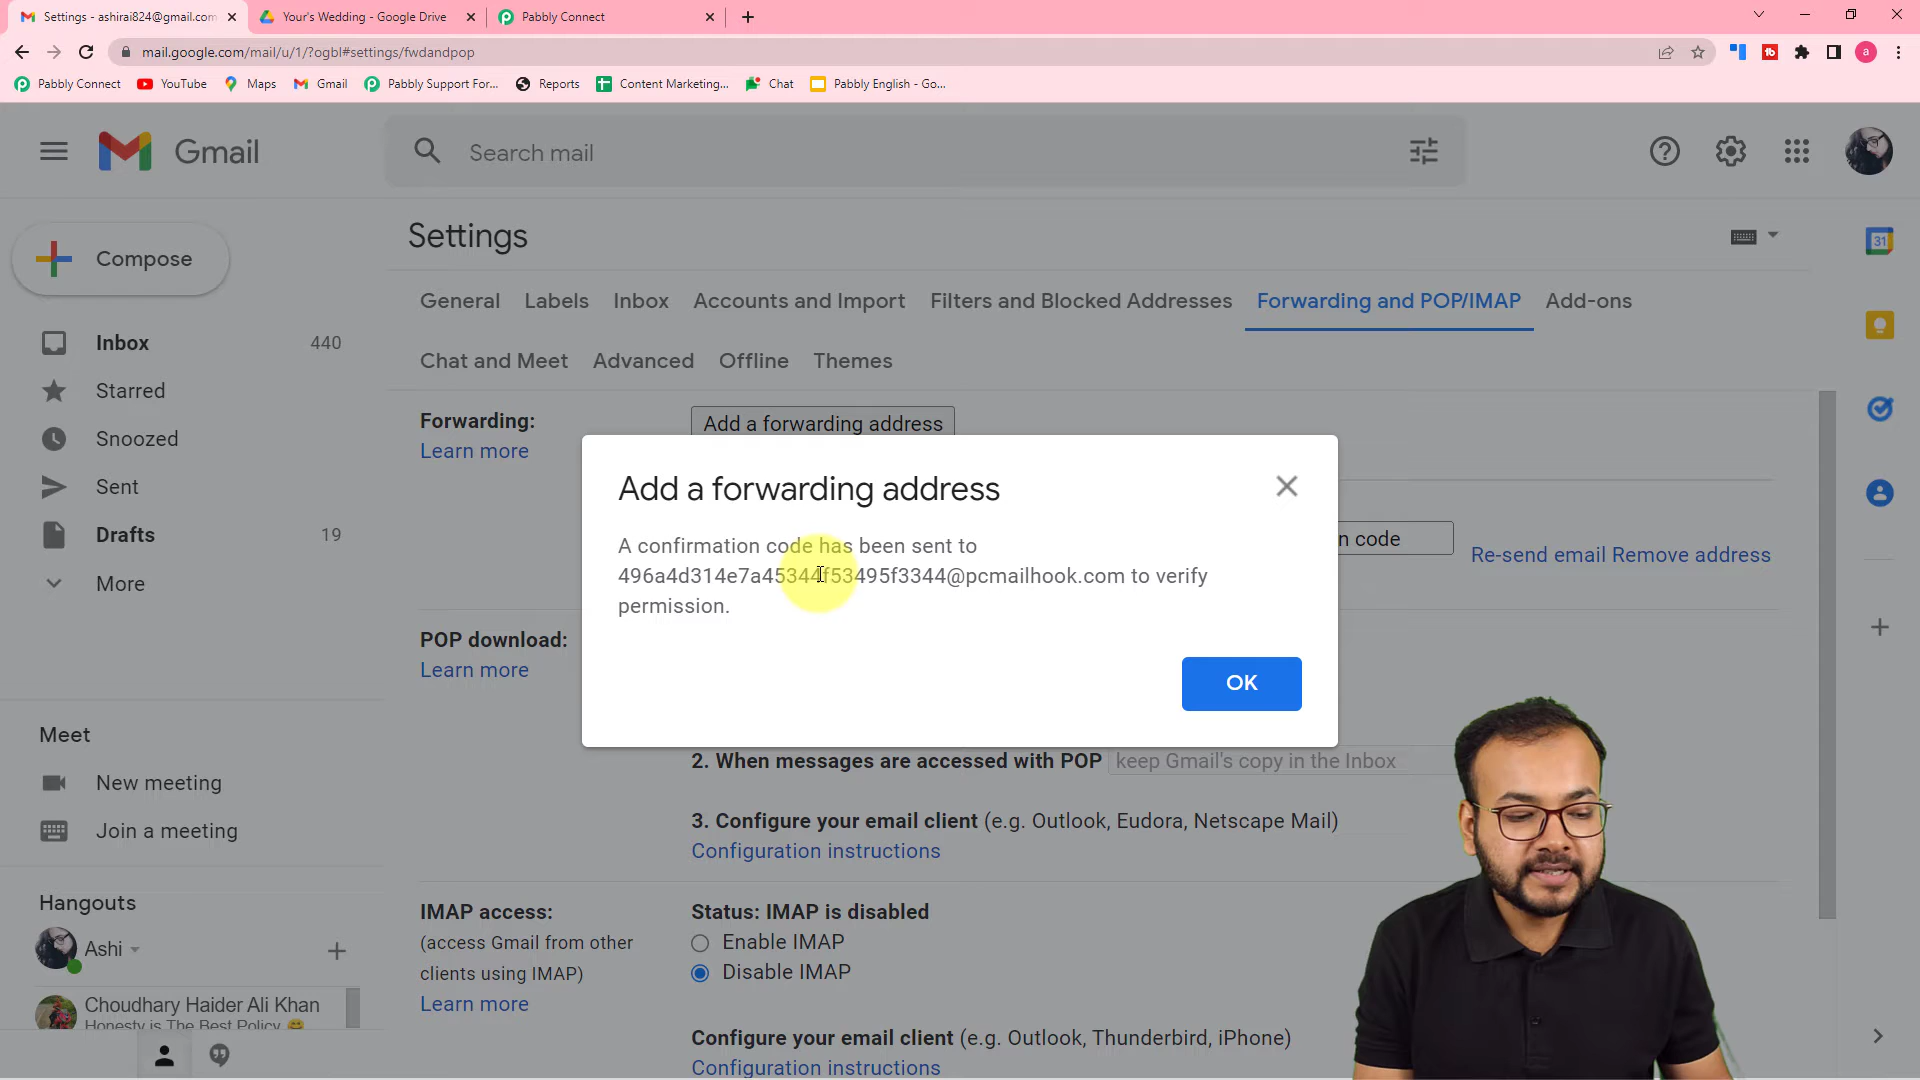 Settings - ashirai824@gmail.com
Your's Wedding - Google Drive
Pabbly Connect
mail.google.com/mail/u/1/?ogbl#settings/fwdandpop
a
Pabbly Connect
YouTube
Maps
Gmail
Pabbly Support For...
Reports
Content Marketing...
Chat
Pabbly English - Go...
Gmail
Search mail
Compose
Settings
31
General Labels Inbox Accounts and Import Filters and Blocked Addresses Forwarding and POP/IMAP Add-ons
Chat and Meet Advanced Offline Themes
Inbox 440
Starred
Snoozed
Sent
Drafts 19
More
Forwarding:
Learn more
Add a forwarding address
Add a forwarding address
A confirmation code has been sent to
496a4d314e7a45344f53495f3344@pcmailhook.com to verify
permission.
OK
n code
Re-send email Remove address
POP download:
Learn more
2. When messages are accessed with POP keep Gmail's copy in the Inbox
3. Configure your email client (e.g. Outlook, Eudora, Netscape Mail)
Configuration instructions
Meet
New meeting
Join a meeting
Hangouts
Ashi
Choudhary Haider Ali Khan
Honesty is The Best Policy
IMAP access:
(access Gmail from other
clients using IMAP)
Learn more
Status: IMAP is disabled
Enable IMAP
Disable IMAP
Configure your email client (e.g. Outlook, Thunderbird, iPhone)
Configuration instructions